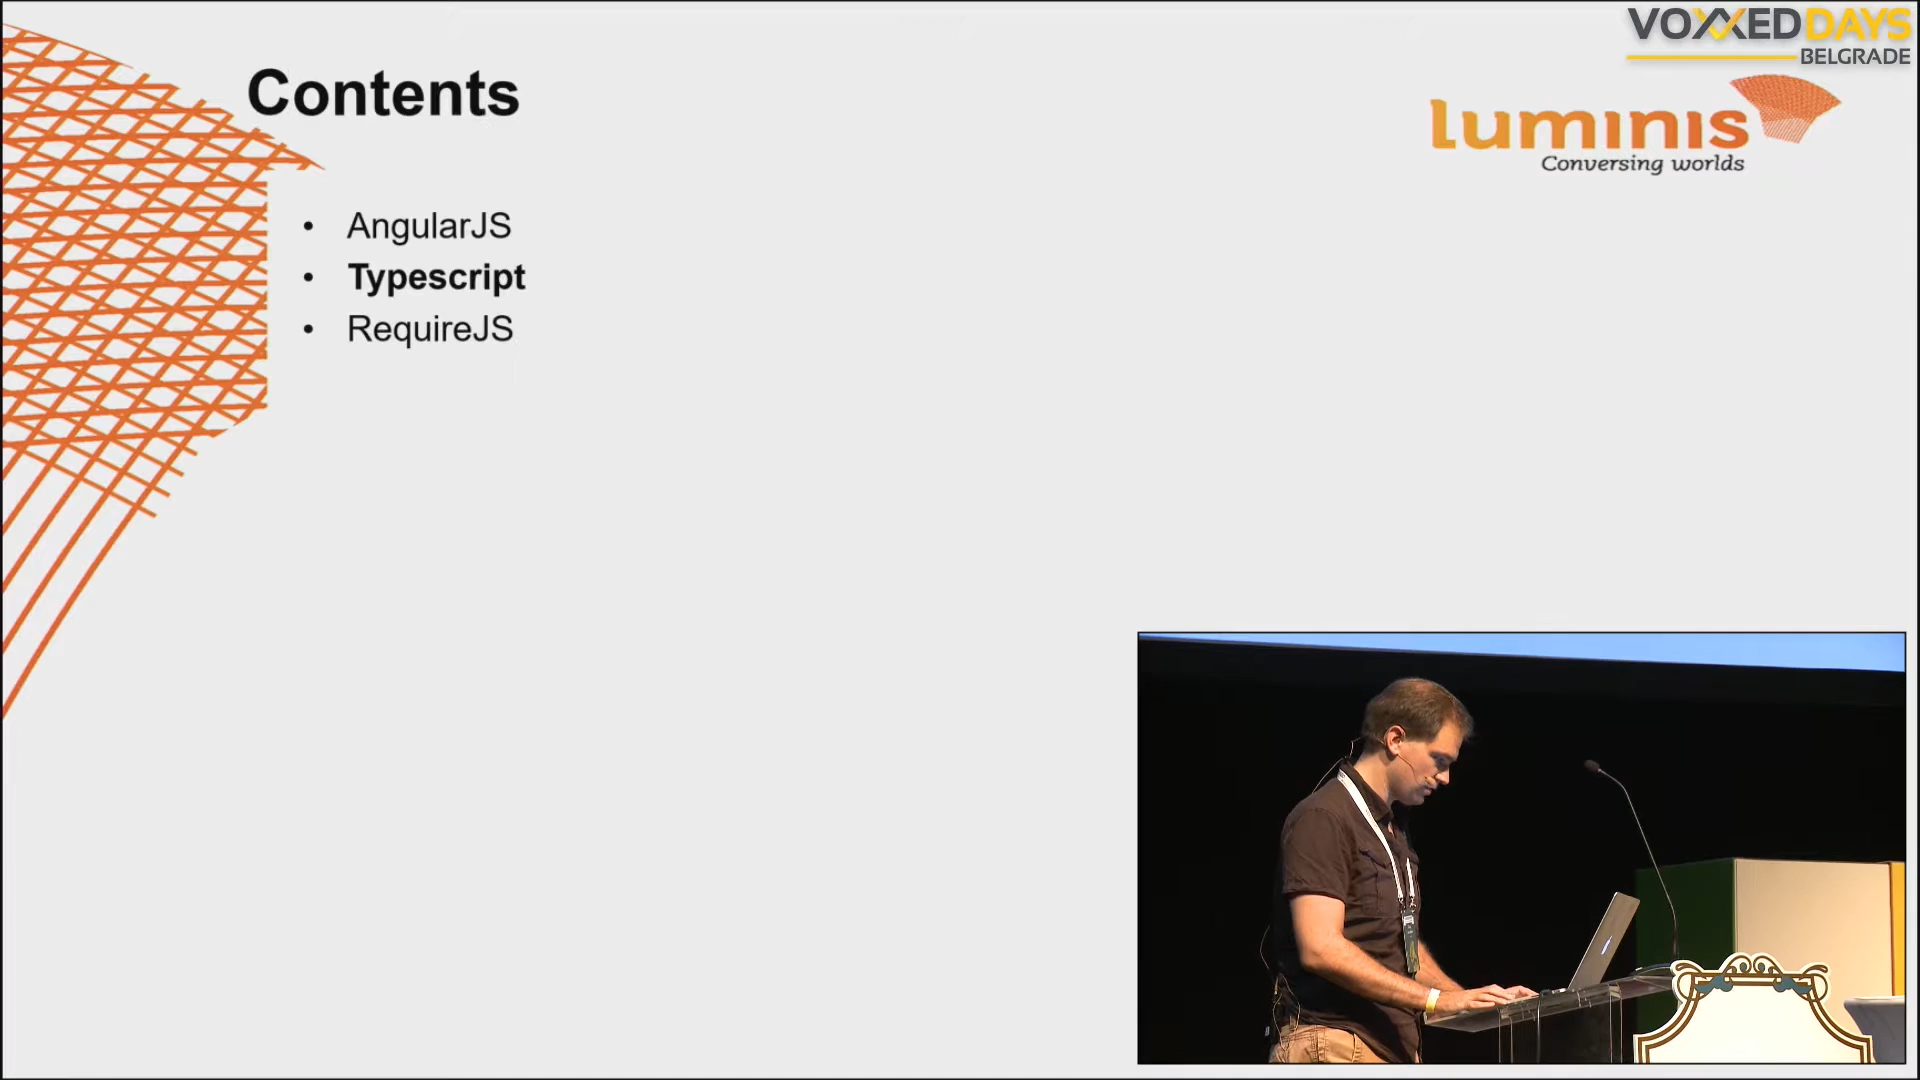 VOXXED DAYS
BELGRADE
Contents
luminis
Conversing worlds
• AngularJS
• Typescript
• RequireJS